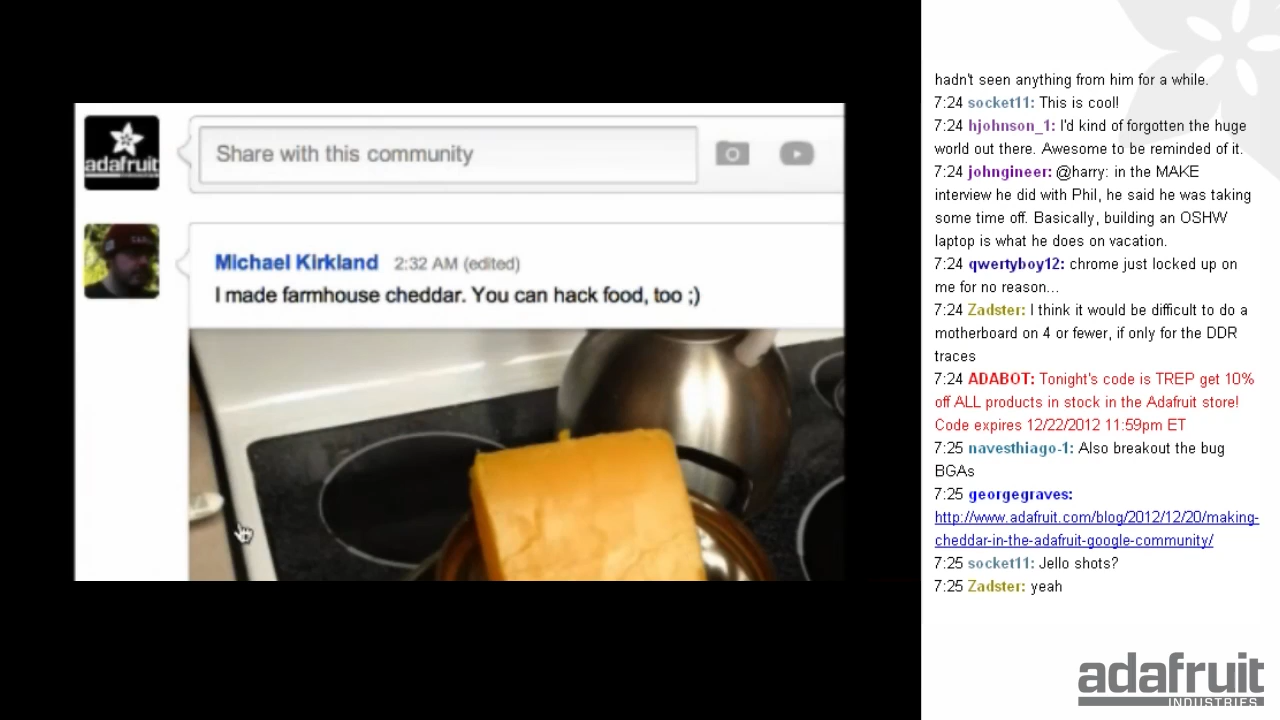 adafruit
Share with this community
Michael Kirkland 2:32 AM (edited)
I made farmhouse cheddar. You can hack food, too ;)
hadn't seen anything from him for a while.
7:24 socket11: This is cool!
7:24 hjohnson_1: I'd kind of forgotten the huge
world out there. Awesome to be reminded of it.
7:24 johngineer: @harry: in the MAKE
interview he did with Phil, he said he was taking
some time off. Basically, building an OSHW
laptop is what he does on vacation.
7:24 qwertyboy12: chrome just locked up on
me for no reason...
7:24 Zadster: I think it would be difficult to do a
motherboard on 4 or fewer, if only for the DDR
traces
7:24 ADABOT: Tonight's code is TREP get 10%
off ALL products in stock in the Adafruit store!
Code expires 12/22/2012 11:59pm ET
7:25 navesthiago-1: Also breakout the bug
BGAs
7:25 georgegraves:
http://www.adafruit.com/blog/2012/12/20/making-
cheddar-in-the-adafruit-google-community/
7:25 socket11: Jello shots?
7:25 Zadster: yeah
adafruit
INDUSTRIES